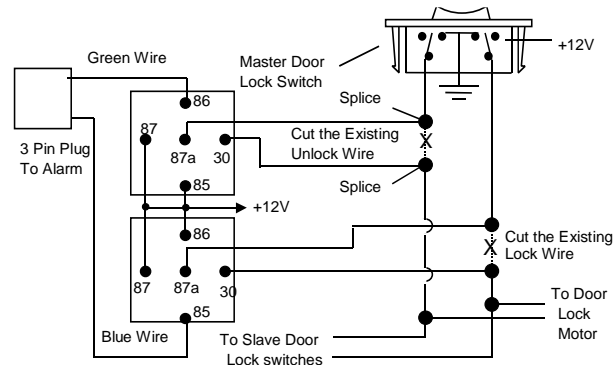 Green Wire
Master Door
Lock Switch
+12V
3 Pin Plug
To Alarm
86
87
87a
30
85
Splice
Cut the Existing
Unlock Wire
X
Splice
+12V
86
87
87a
30
85
X
Cut the Existing
Lock Wire
Blue Wire
To Slave Door
Lock switches
To Door
Lock
Motor